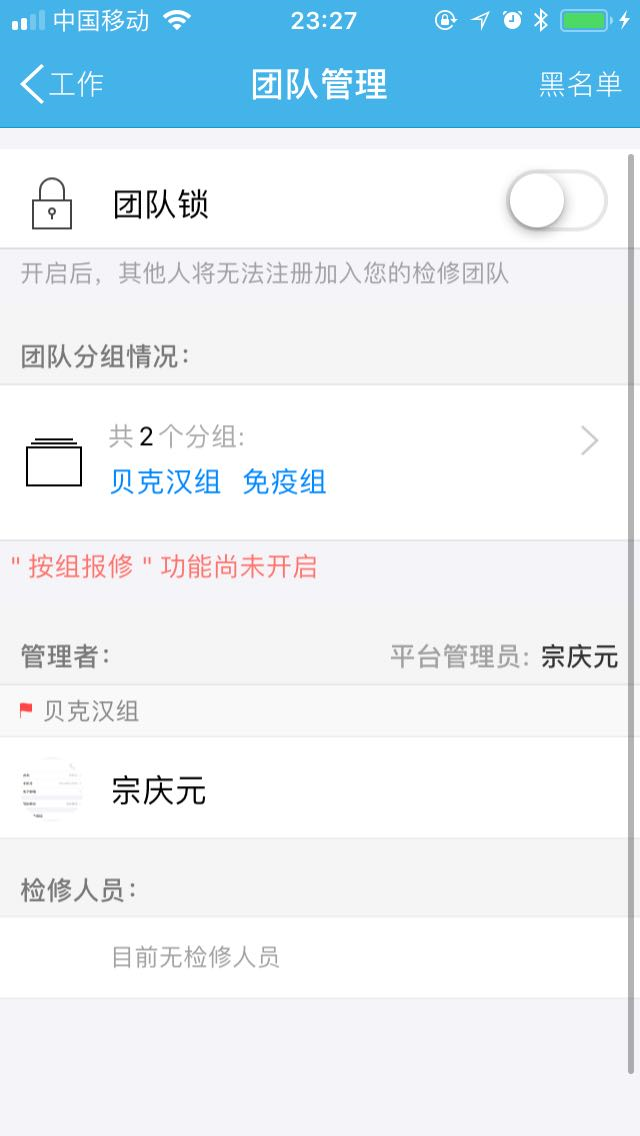 中国移动 23:27
工作 团队管理 黑名单
团队锁
开启后，其他人将无法注册加入您的检修团队
团队分组情况：
共2个分组:
贝克汉组 免疫组
"按组报修"功能尚未开启
管理者： 平台管理员: 宗庆元
贝克汉组
宗庆元
检修人员：
目前无检修人员